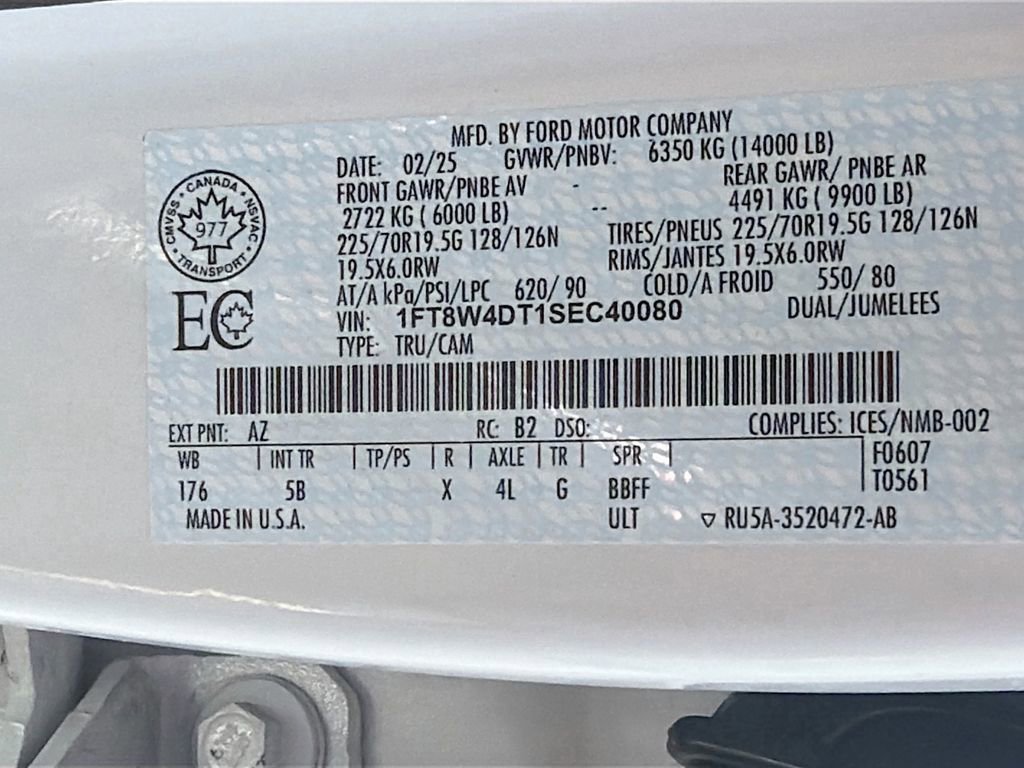 MFD. BY FORD MOTOR COMPANY
DATE: 02/25 GVWR/PNBV: 6350 KG (14000 LB)
FRONT GAWR/PNBE AV - REAR GAWR/ PNBE AR
2722 KG ( 6000 LB) -- 4491 KG ( 9900 LB)
225/70R19.5G 128/126N TIRES/PNEUS 225/70R19.5G 128/126N
19.5X6.0RW RIMS/JANTES 19.5X6.0RW
AT/A kPa/PSI/LPC 620/ 90 COLD/A FROID 550/ 80
VIN: 1FT8W4DT1SEC40080 DUAL/JUMELEES
TYPE: TRU/CAM
CANADA
CMVSS
NSVAC
977
TRANSPORT
EC
EXT PNT: AZ RC: B2 DSO: COMPLIES: ICES/NMB-002
WB | INT TR | TP/PS | R | AXLE | TR | SPR | F0607
176 5B X 4L G BBFF T0561
MADE IN U.S.A. ULT ▽ RU5A-3520472-AB